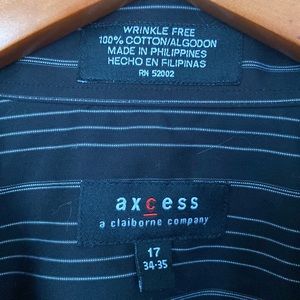 WRINKLE FREE
100% COTTON/ALGODON
MADE IN PHILIPPINES
HECHO EN FILIPINAS
RN 52002
axcess
a claiborne company
17
34-35